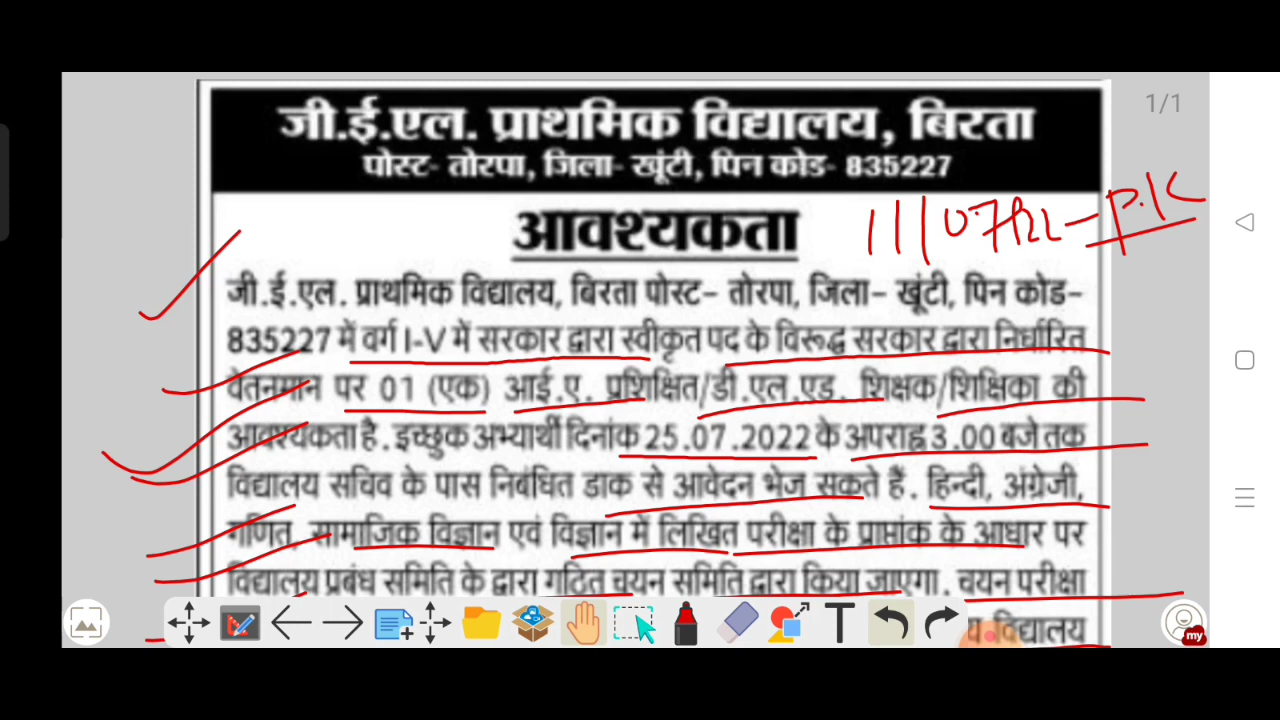 जी.ई.एल. प्राथमिक विद्यालय, बिरता
पोस्ट- तोरपा, जिला- खूंटी, पिन कोड- 835227
1/1
आवश्यकता
11/07/22-P.K
जी.ई.एल. प्राथमिक विद्यालय, बिरता पोस्ट- तोरपा, जिला- खूंटी, पिन कोड-
835227 में वर्ग I-V में सरकार द्वारा स्वीकृत पद के विरूद्ध सरकार द्वारा निर्धारित
वेतनमान पर 01 (एक) आई.ए. प्रशिक्षित/डी.एल.एड. शिक्षक/शिक्षिका की
आवश्यकता है. इच्छुक अभ्यार्थी दिनांक 25.07.2022 के अपराह्न 3.00 बजे तक
विद्यालय सचिव के पास निबंधित डाक से आवेदन भेज सकते हैं. हिन्दी, अंग्रेजी,
गणित, सामाजिक विज्ञान एवं विज्ञान में लिखित परीक्षा के प्राप्तांक के आधार पर
विद्यालय प्रबंध समिति के द्वारा गठित चयन समिति द्वारा किया जाएगा. चयन परीक्षा
विद्यालय
T
my